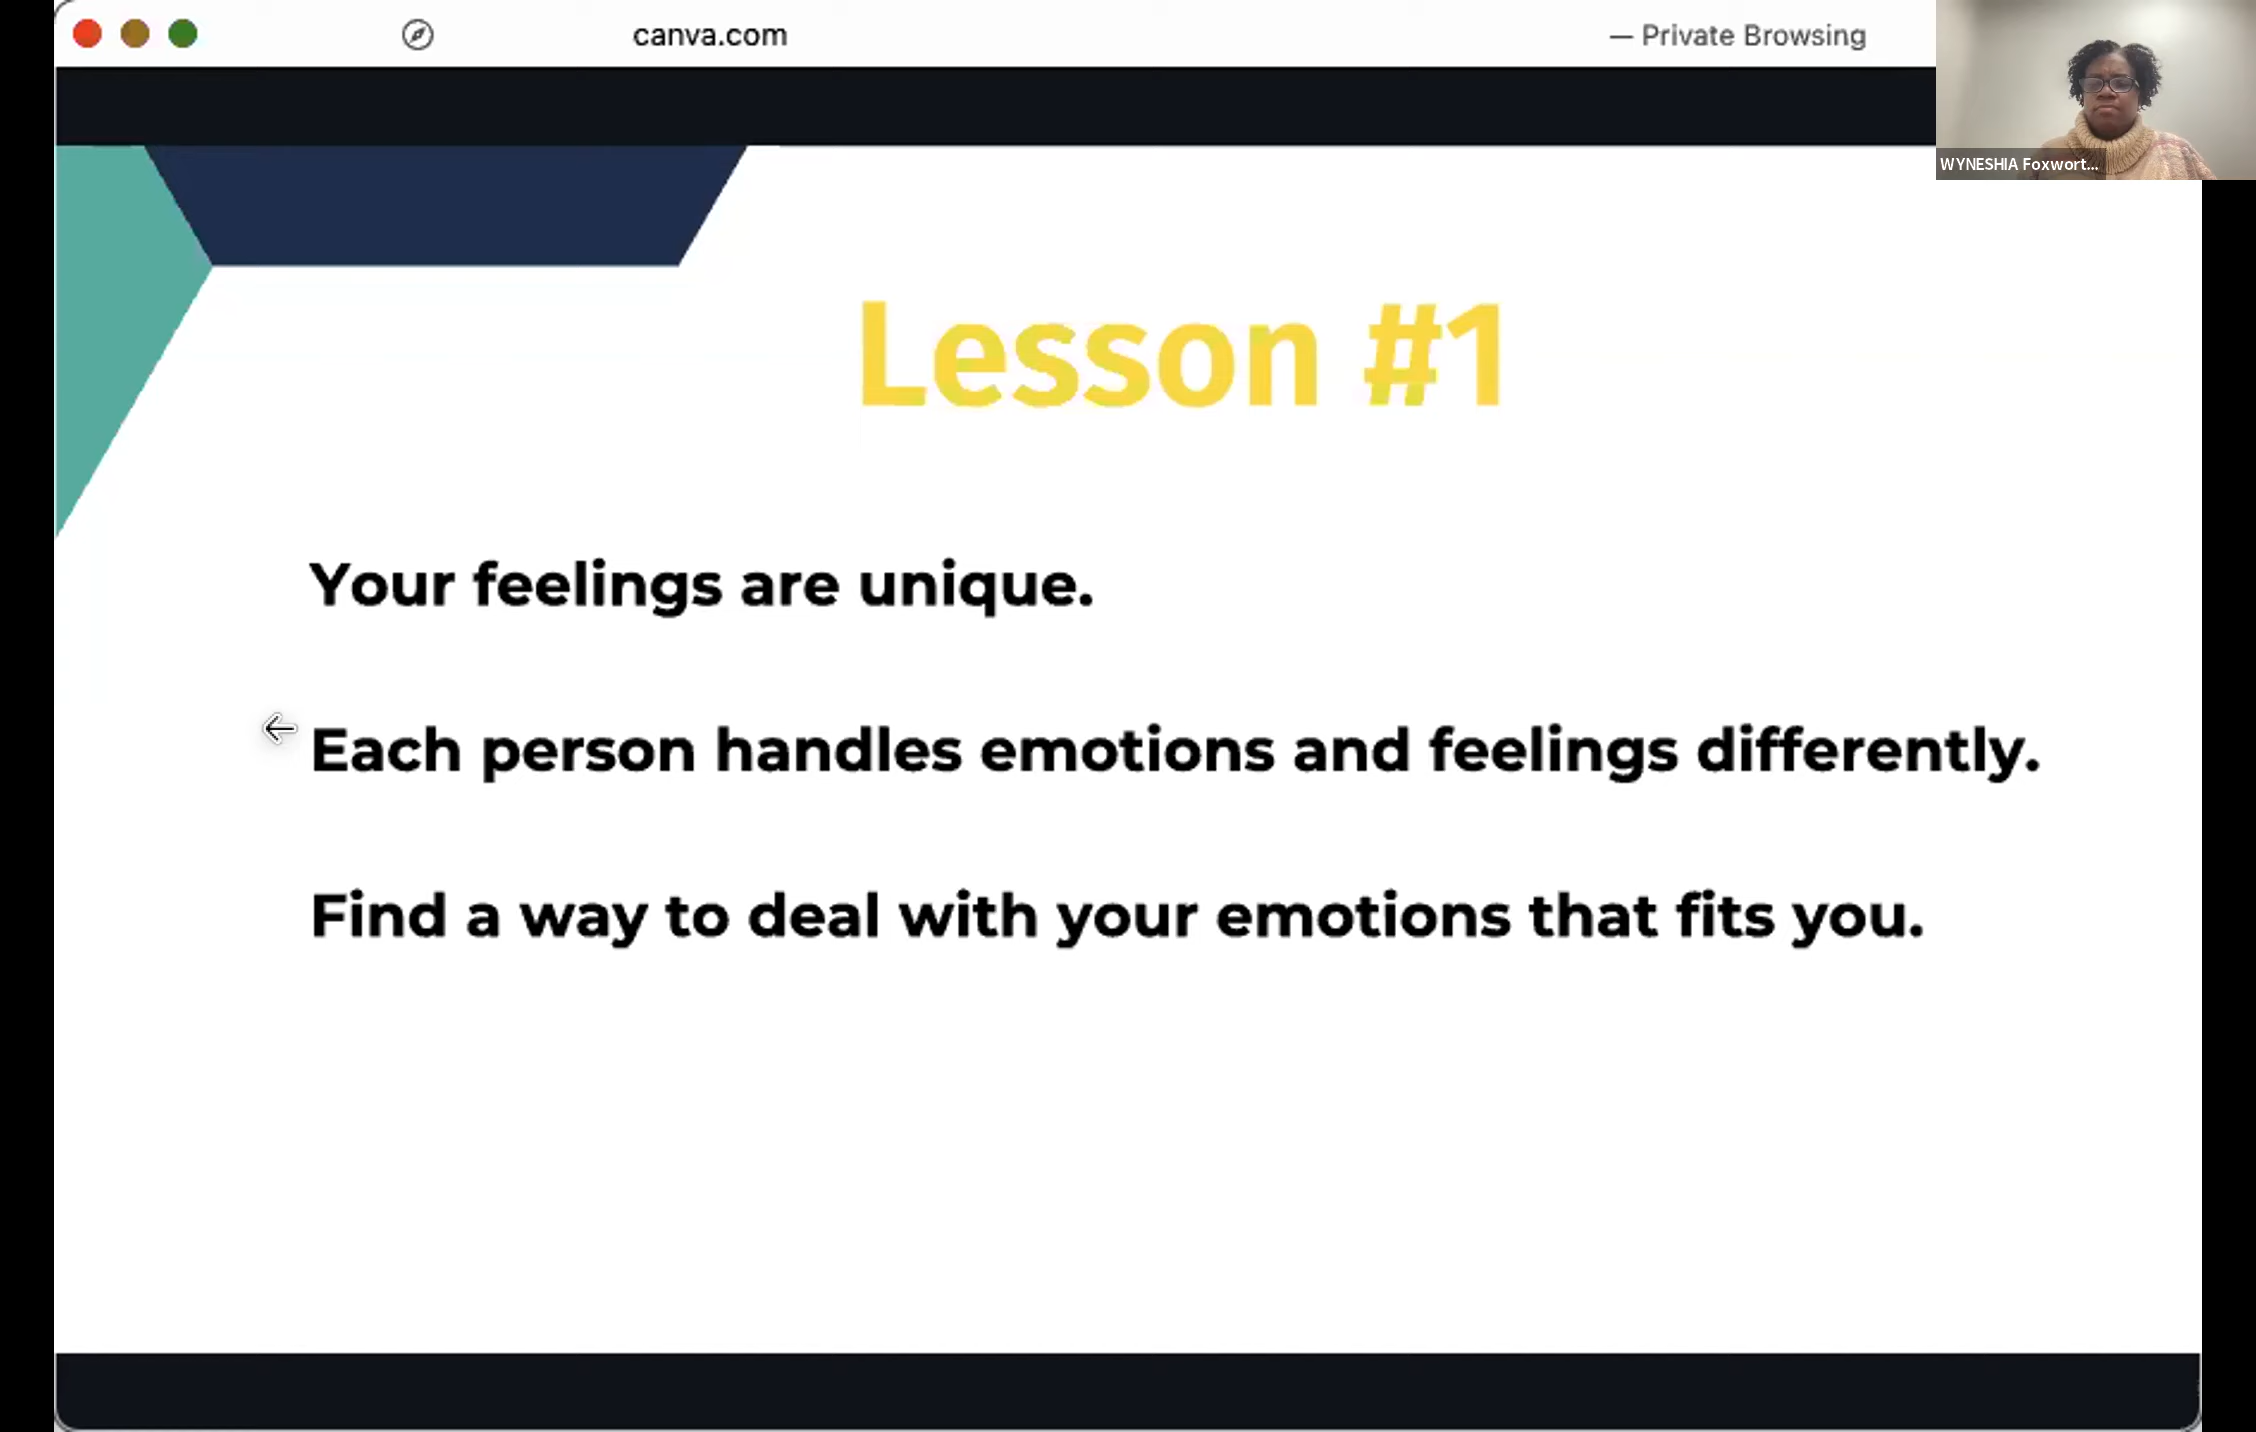 canva.com
— Private Browsing
WYNESHIA Foxwort...
Lesson #1
Your feelings are unique.
Each person handles emotions and feelings differently.
Find a way to deal with your emotions that fits you.